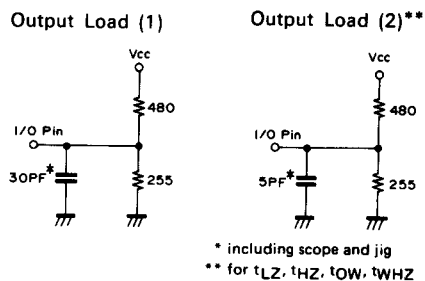 Output Load (1)
Vcc
480
I/O Pin
30PF*
255
Output Load (2)**
Vcc
480
I/O Pin
5PF*
255
* including scope and jig
** for tLZ, tHZ, tOW, tWHZ